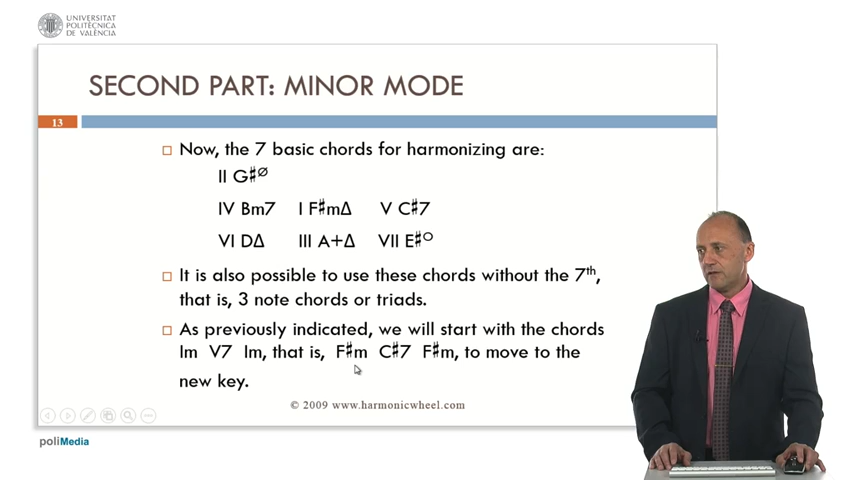 UNIVERSITAT
POLITÈCNICA
DE VALÈNCIA
SECOND PART: MINOR MODE
13
Now, the 7 basic chords for harmonizing are:
II G♯ø
IV Bm7 I F♯mΔ V C♯7
VI DΔ III A+Δ VII E♯O
It is also possible to use these chords without the 7th,
that is, 3 note chords or triads.
As previously indicated, we will start with the chords
Im V7 Im, that is, F♯m C♯7 F♯m, to move to the
new key.
© 2009 www.harmonicwheel.com
poliMedia